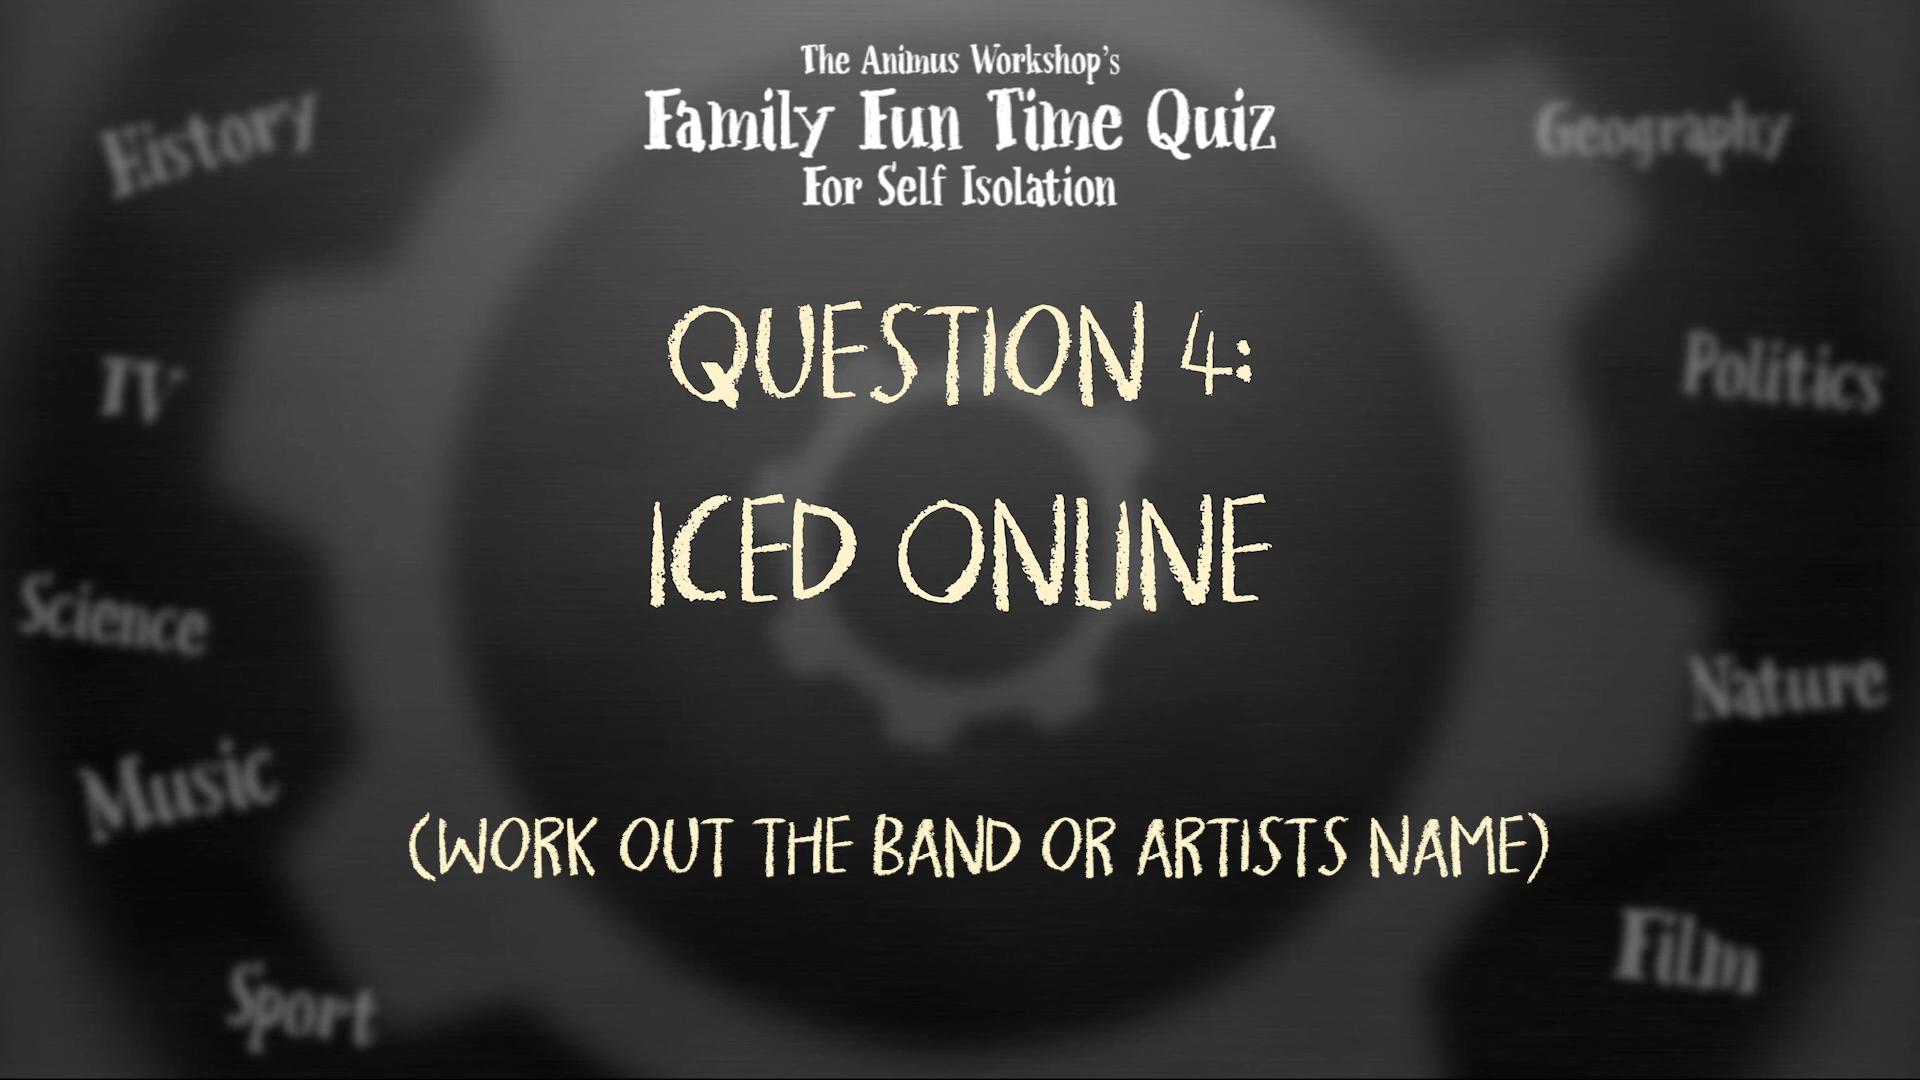 The Animus Workshop's
Family Fun Time Quiz
For Self Isolation
History
Geography
QUESTION 4:
TV
Politics
ICED ONLINE
Science
Nature
Music
(WORK OUT THE BAND OR ARTISTS NAME)
Film
Sport